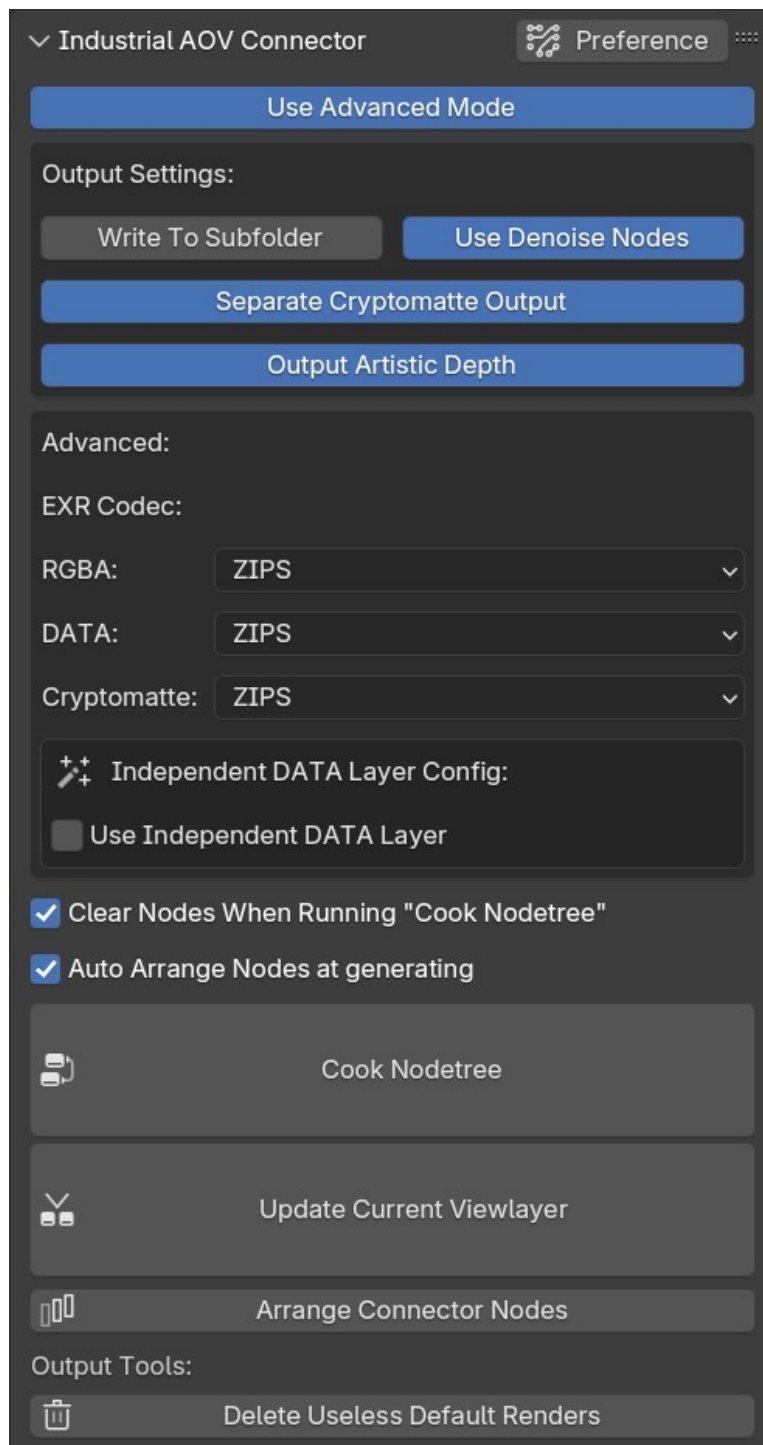 Industrial AOV Connector Preference
Use Advanced Mode
Output Settings:
Write To Subfolder Use Denoise Nodes
Separate Cryptomatte Output
Output Artistic Depth
Advanced:
EXR Codec:
RGBA: ZIPS
DATA: ZIPS
Cryptomatte: ZIPS
Independent DATA Layer Config:
Use Independent DATA Layer
Clear Nodes When Running "Cook Nodetree"
Auto Arrange Nodes at generating
Cook Nodetree
Update Current Viewlayer
Arrange Connector Nodes
Output Tools:
Delete Useless Default Renders